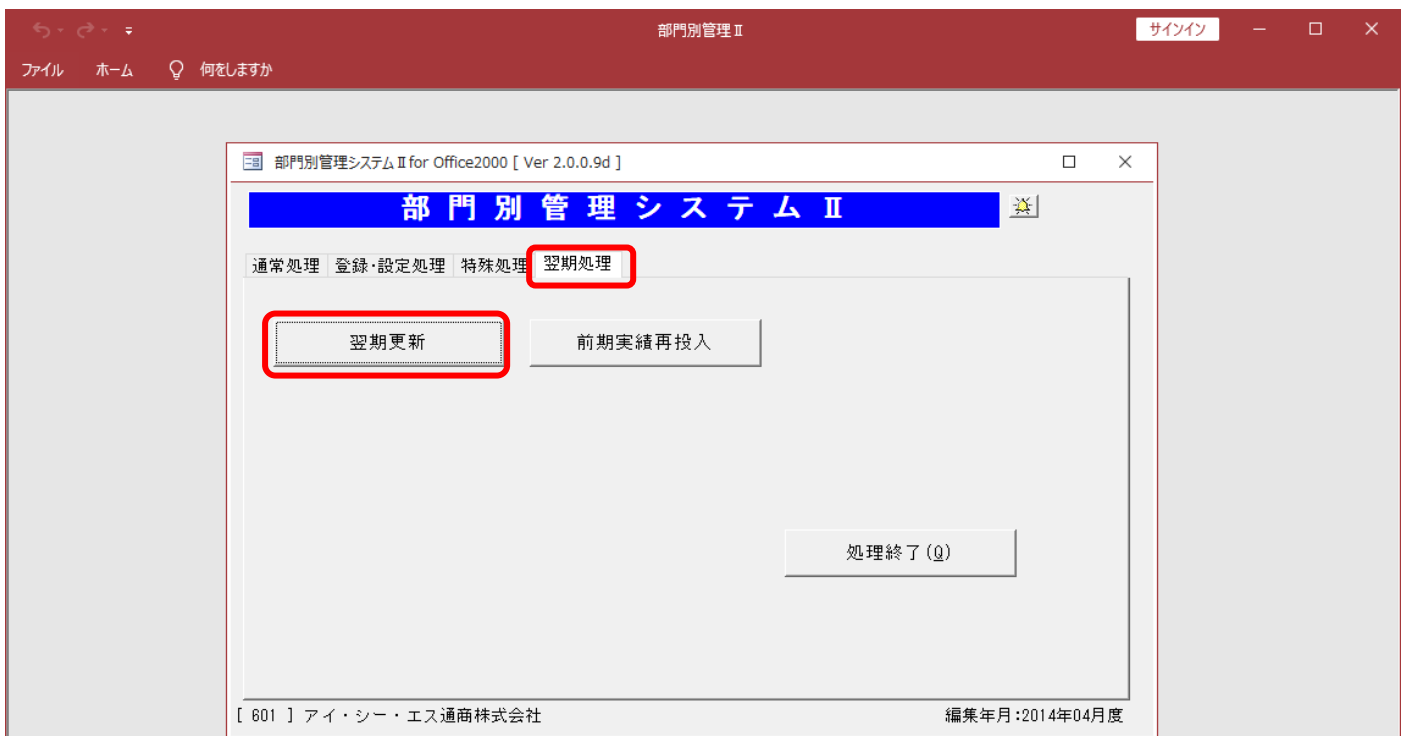 部門別管理Ⅱ
サインイン
ファイル ホーム 何をしますか
部門別管理システムⅡ for Office2000 [ Ver 2.0.0.9d ]
部門別管理システムⅡ
通常処理 登録・設定処理 特殊処理 翌期処理
翌期更新 前期実績再投入
処理終了(Q)
[ 601 ] アイ・シー・エス通商株式会社 編集年月:2014年04月度